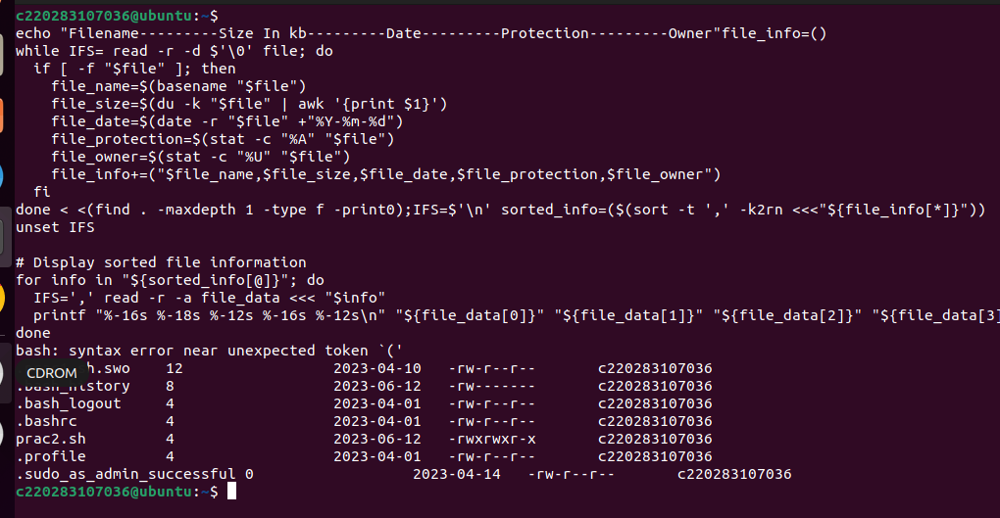 c220283107036@ubuntu:~$
echo "Filename---------Size In kb---------Date---------Protection---------Owner"file_info=()
while IFS= read -r -d $'\0' file; do
  if [ -f "$file" ]; then
    file_name=$(basename "$file")
    file_size=$(du -k "$file" | awk '{print $1}')
    file_date=$(date -r "$file" +"%Y-%m-%d")
    file_protection=$(stat -c "%A" "$file")
    file_owner=$(stat -c "%U" "$file")
    file_info+=("$file_name,$file_size,$file_date,$file_protection,$file_owner")
  fi
done < <(find . -maxdepth 1 -type f -print0);IFS=$'\n' sorted_info=($(sort -t ',' -k2rn <<<"${file_info[*]}"))
unset IFS
# Display sorted file information
for info in "${sorted_info[@]}"; do
  IFS=',' read -r -a file_data <<< "$info"
  printf "%-16s %-18s %-12s %-16s %-12s\n" "${file_data[0]}" "${file_data[1]}" "${file_data[2]}" "${file_data[3]
done
bash: syntax error near unexpected token `('
CDROM h.swo     12                 2023-04-10   -rw-r--r--       c220283107036
8                  2023-06-12   -rw-------       c220283107036
.bash_logout     4                  2023-04-01   -rw-r--r--       c220283107036
.bashrc          4                  2023-04-01   -rw-r--r--       c220283107036
prac2.sh         4                  2023-06-12   -rwxrwxr-x       c220283107036
.profile         4                  2023-04-01   -rw-r--r--       c220283107036
.sudo_as_admin_successful 0                  2023-04-14   -rw-r--r--       c220283107036
c220283107036@ubuntu:~$